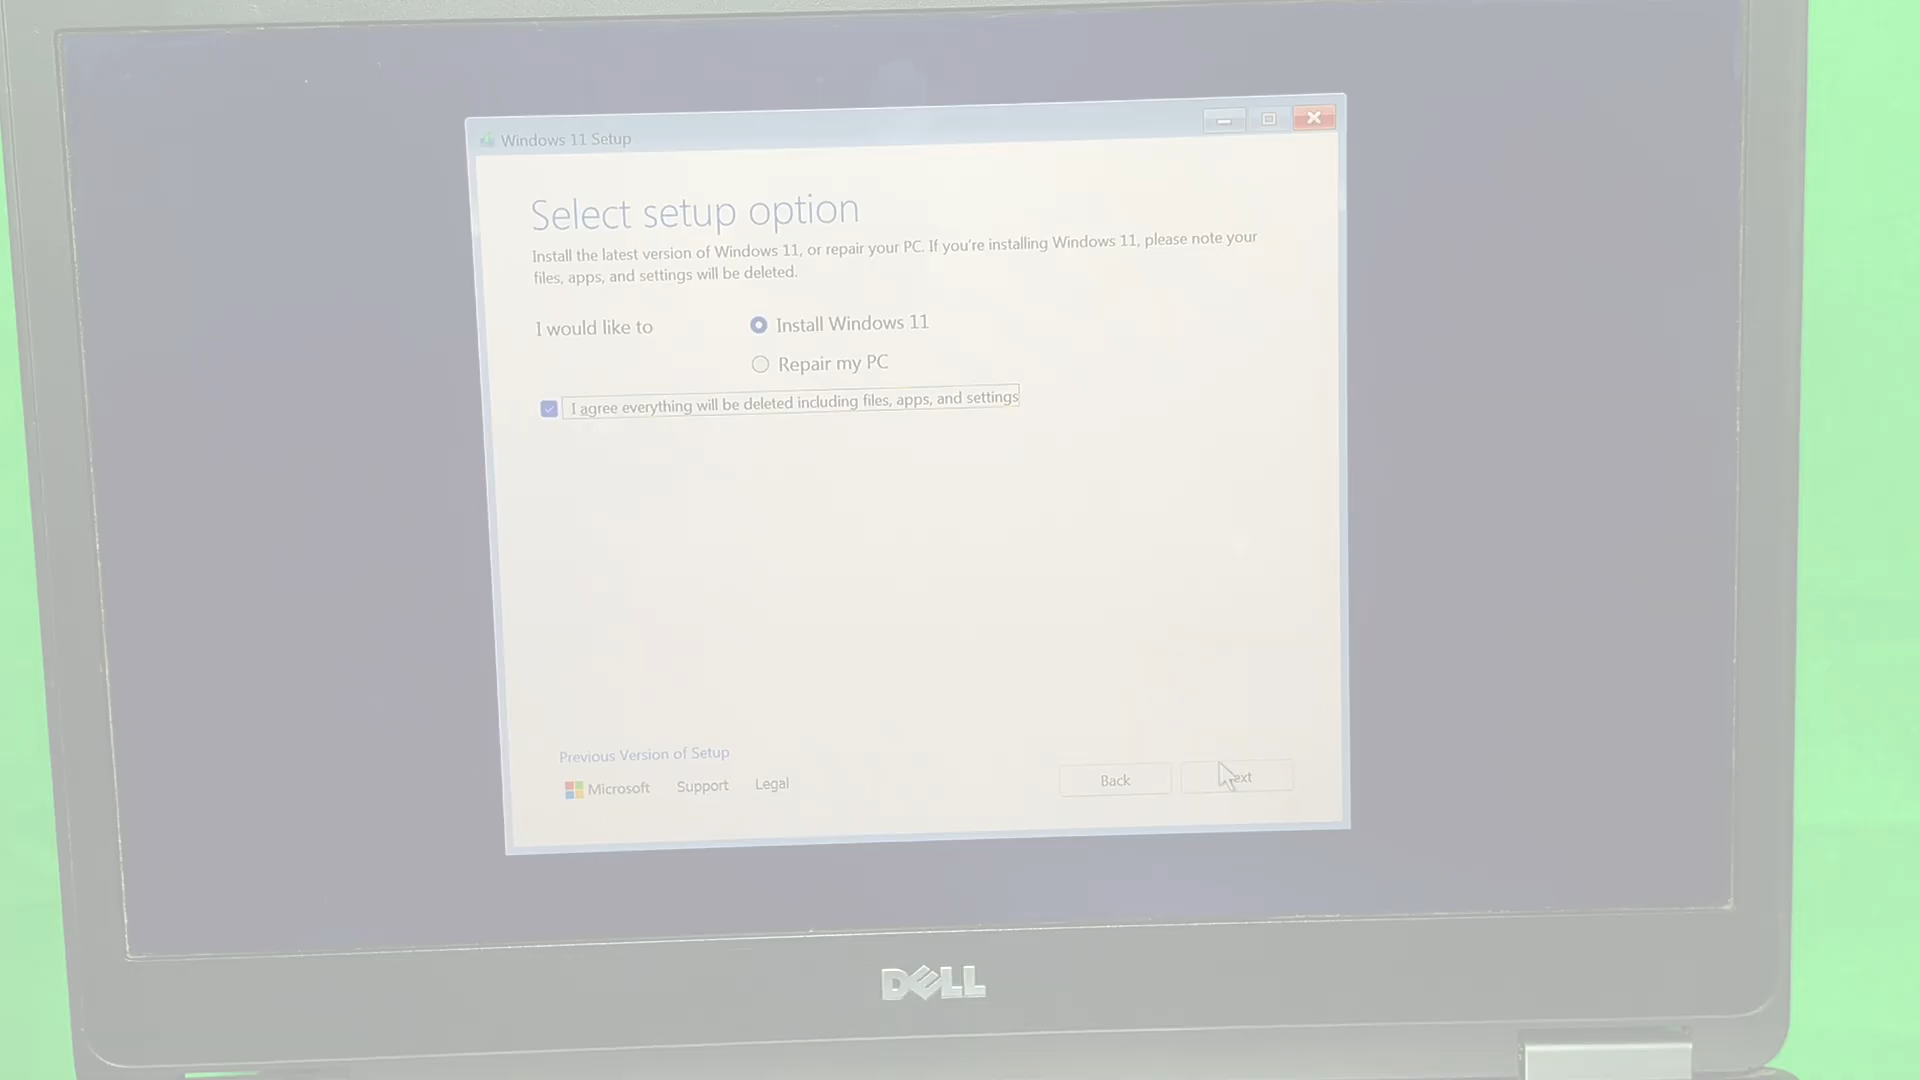 Windows 11 Setup
Select setup option
Install the latest version of Windows 11, or repair your PC. If you're installing Windows 11, please note your
files, apps, and settings will be deleted.
I would like to
Install Windows 11
Repair my PC
I agree everything will be deleted including files, apps, and settings
Previous Version of Setup
Microsoft Support Legal
Back
DELL